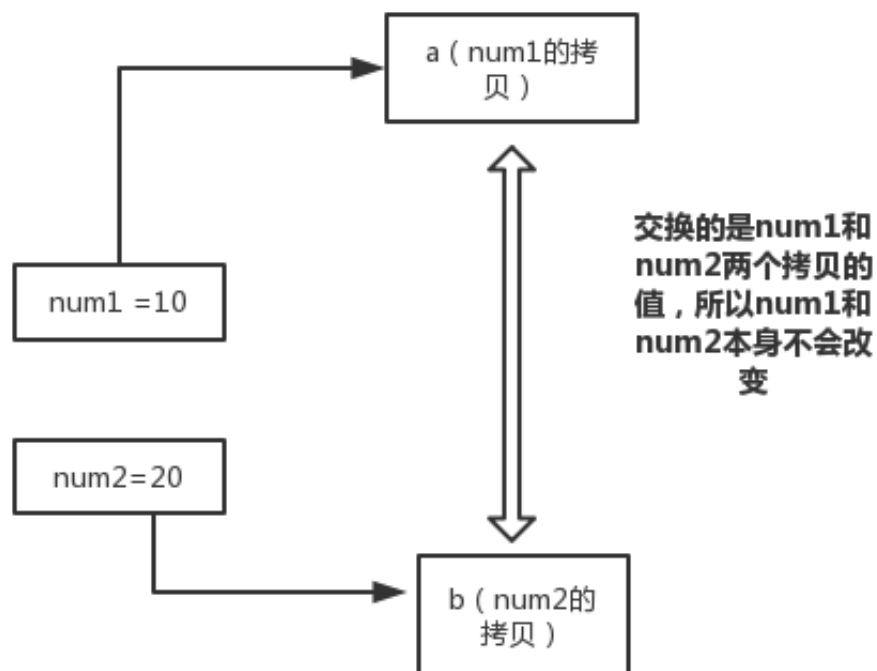 a（num1的拷
贝）
交换的是num1和
num2两个拷贝的
值，所以num1和
num2本身不会改
变
num1 =10
num2=20
b（num2的
拷贝）